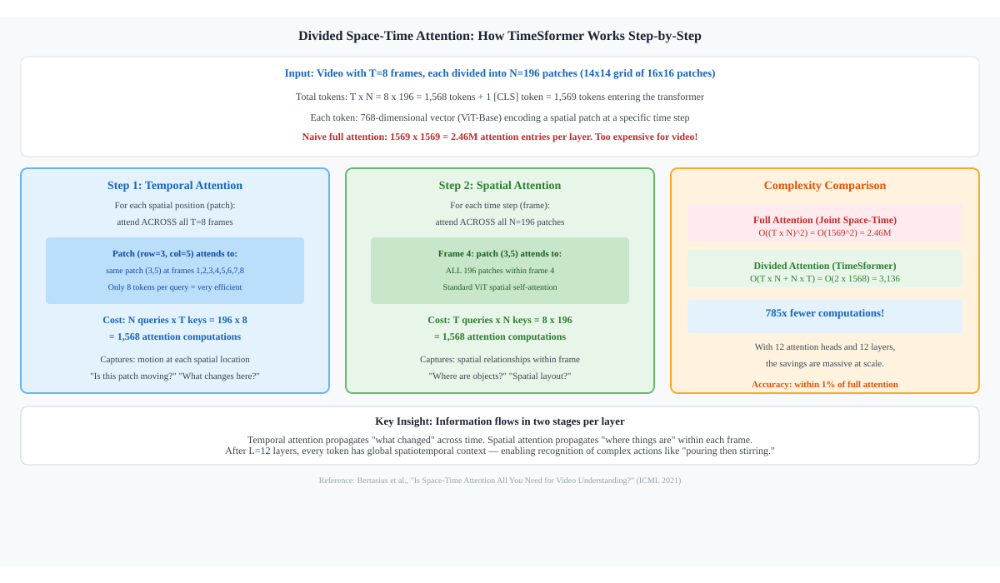 Divided Space-Time Attention: How TimeSformer Works Step-by-Step
Input: Video with T=8 frames, each divided into N=196 patches (14x14 grid of 16x16 patches)
Total tokens: T x N = 8 x 196 = 1,568 tokens + 1 [CLS] token = 1,569 tokens entering the transformer
Each token: 768-dimensional vector (ViT-Base) encoding a spatial patch at a specific time step
Naive full attention: 1569 x 1569 = 2.46M attention entries per layer. Too expensive for video!
Step 1: Temporal Attention
For each spatial position (patch):
attend ACROSS all T=8 frames
Patch (row=3, col=5) attends to:
same patch (3,5) at frames 1,2,3,4,5,6,7,8
Only 8 tokens per query = very efficient
Cost: N queries x T keys = 196 x 8
= 1,568 attention computations
Captures: motion at each spatial location
"Is this patch moving?" "What changes here?"
Step 2: Spatial Attention
For each time step (frame):
attend ACROSS all N=196 patches
Frame 4: patch (3,5) attends to:
ALL 196 patches within frame 4
Standard ViT spatial self-attention
Cost: T queries x N keys = 8 x 196
= 1,568 attention computations
Captures: spatial relationships within frame
"Where are objects?" "Spatial layout?"
Complexity Comparison
Full Attention (Joint Space-Time)
O((T x N)^2) = O(1569^2) = 2.46M
Divided Attention (TimeSformer)
O(T x N + N x T) = O(2 x 1568) = 3,136
785x fewer computations!
With 12 attention heads and 12 layers,
the savings are massive at scale.
Accuracy: within 1% of full attention
Key Insight: Information flows in two stages per layer
Temporal attention propagates "what changed" across time. Spatial attention propagates "where things are" within each frame.
After L=12 layers, every token has global spatiotemporal context — enabling recognition of complex actions like "pouring then stirring."
Reference: Bertasius et al., "Is Space-Time Attention All You Need for Video Understanding?" (ICML 2021)